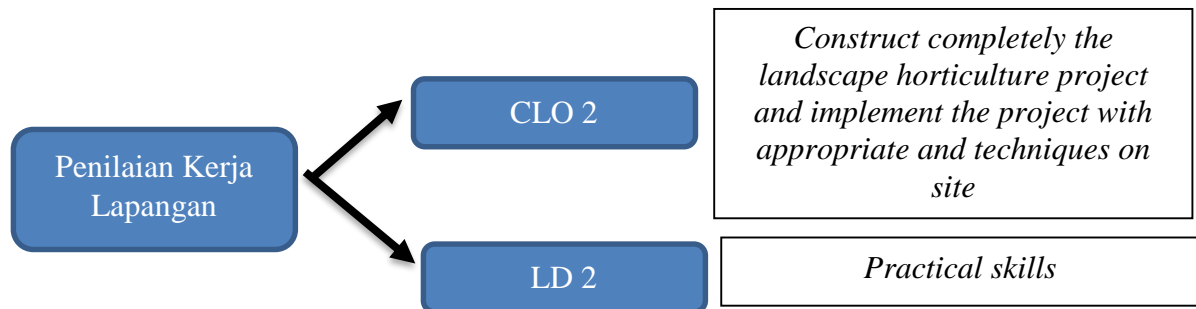 Penilaian Kerja
Lapangan
CLO 2
Construct completely the
landscape horticulture project
and implement the project with
appropriate and techniques on
site
LD 2
Practical skills